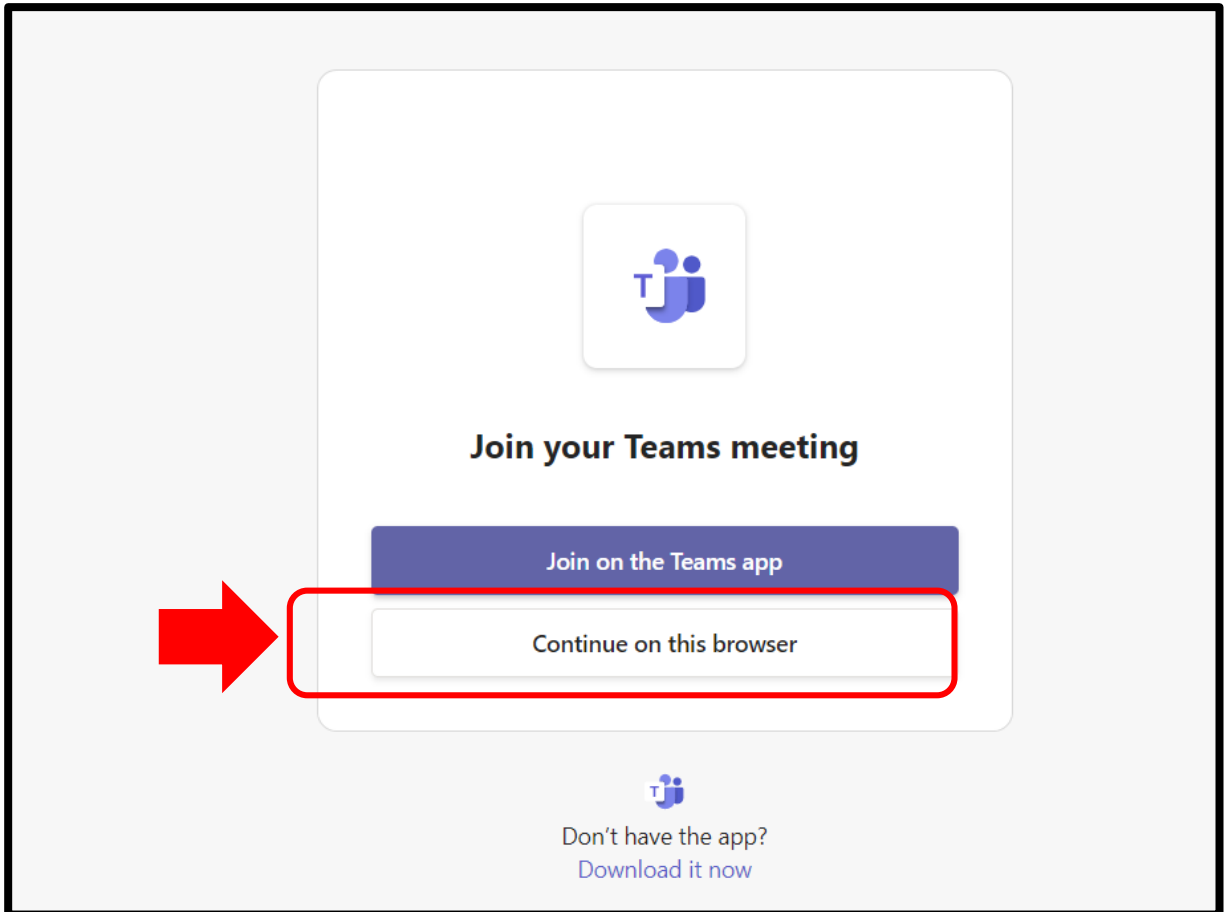 T
Join your Teams meeting
Join on the Teams app
Continue on this browser
T
Don't have the app?
Download it now